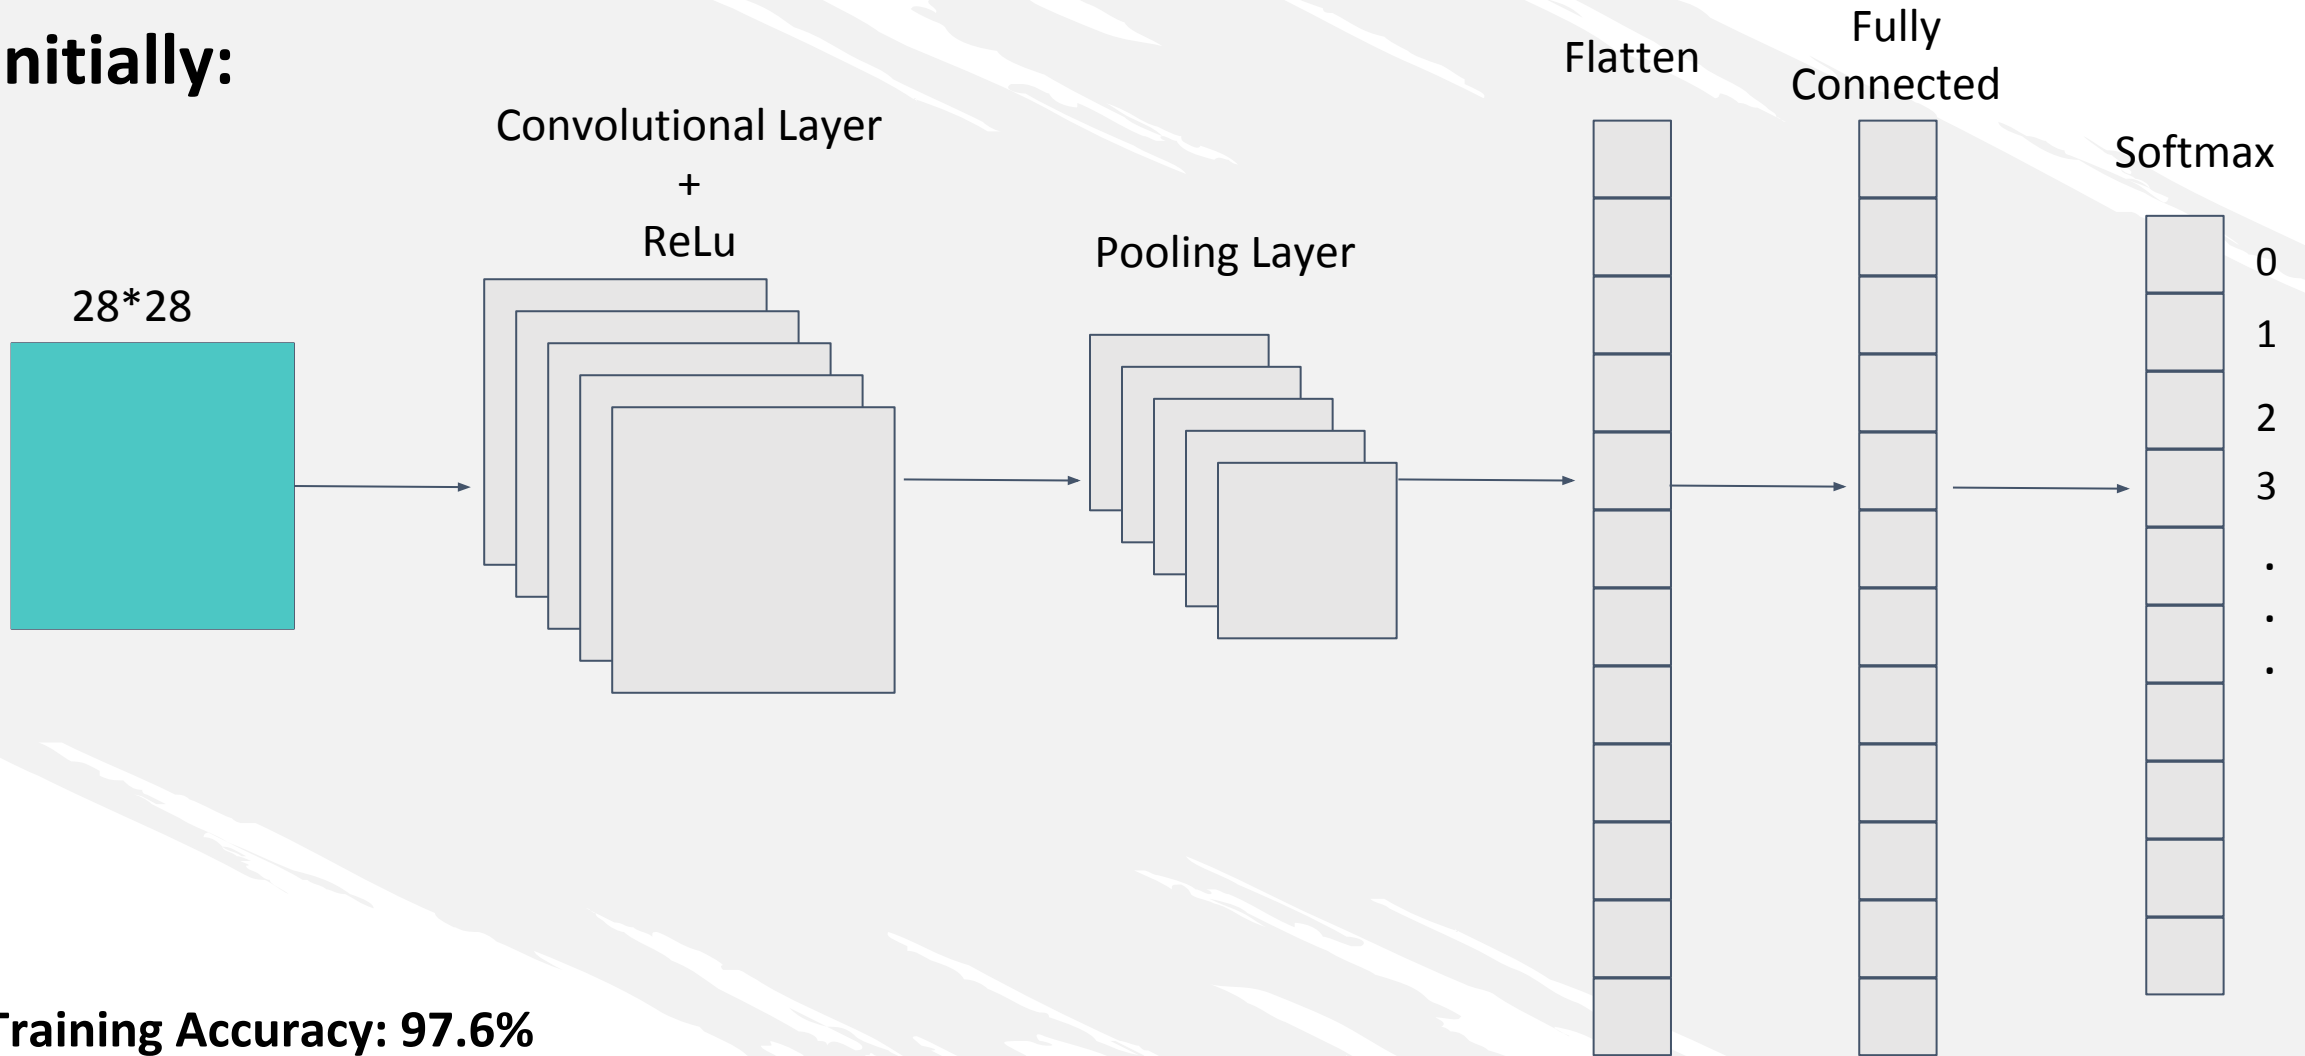 nitially:
28*28
Convolutional Layer
+
ReLu
Pooling Layer
Flatten
Fully
Connected
Softmax
0
1
2
3
.
.
.
Training Accuracy: 97.6%